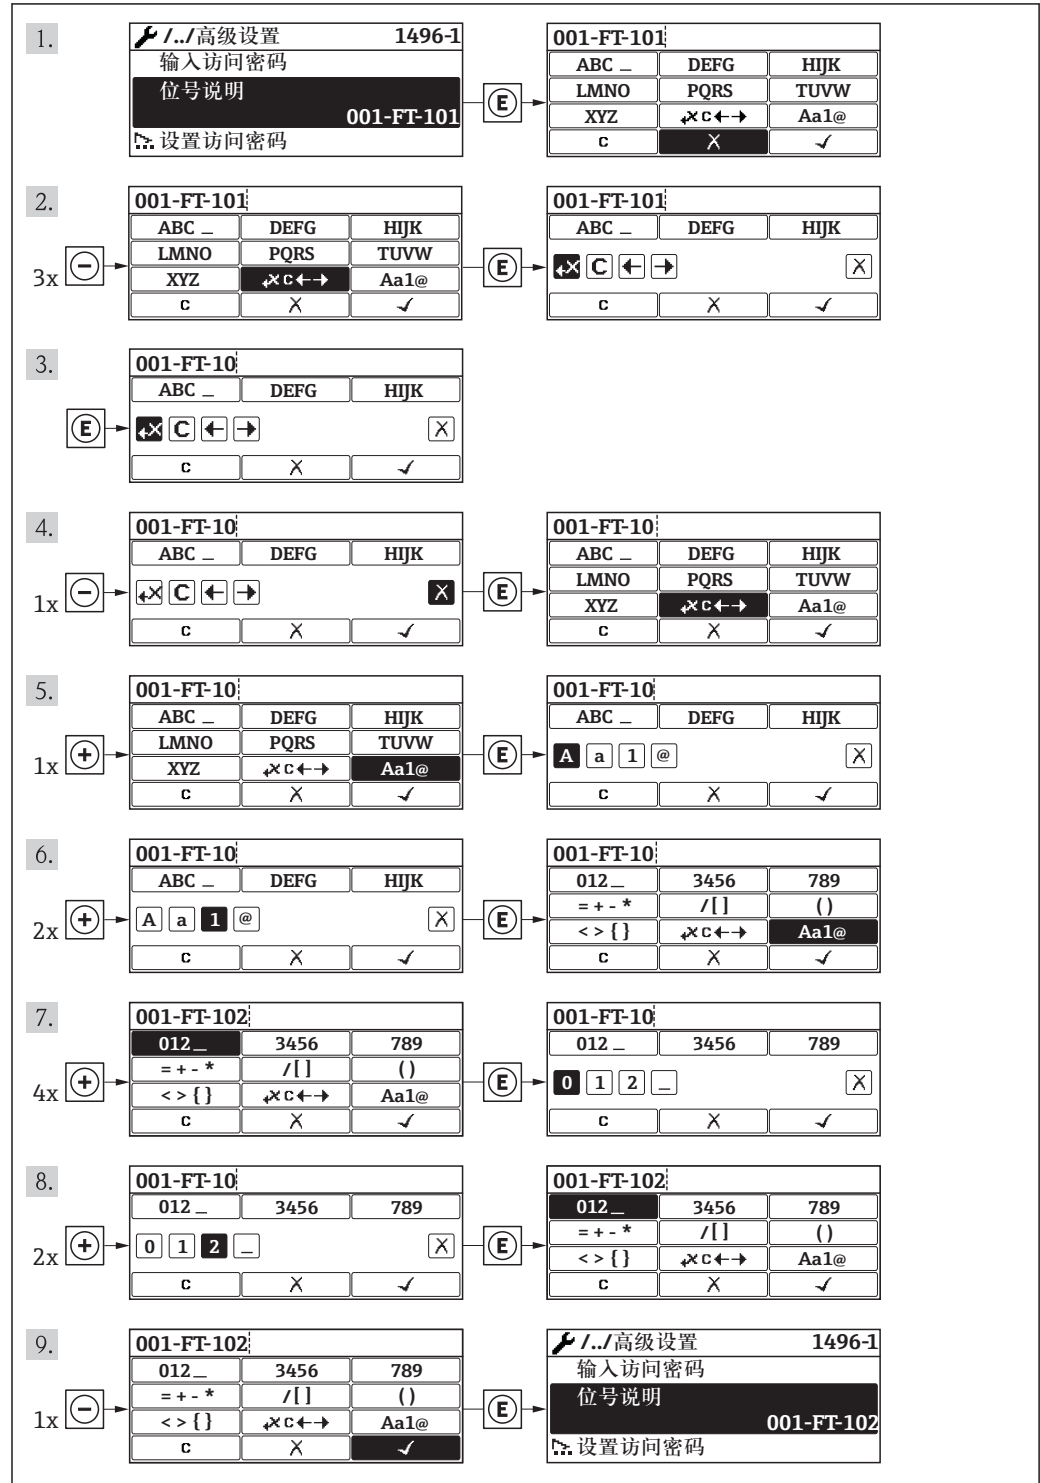 1.
/../高级设置 1496-1
输入访问密码
位号说明
001-FT-101
设置访问密码
E
001-FT-101
ABC _ DEFG HIJK
LMNO PQRS TUVW
XYZ C Aa1@
C X ✓
2.
3x - 
001-FT-101
ABC _ DEFG HIJK
LMNO PQRS TUVW
XYZ C Aa1@
C X ✓
E
001-FT-101
ABC _ DEFG HIJK
C X
C X ✓
3.
E
001-FT-10
ABC _ DEFG HIJK
C X
C X ✓
4.
1x -
001-FT-10
ABC _ DEFG HIJK
C X
C X ✓
E
001-FT-10
ABC _ DEFG HIJK
LMNO PQRS TUVW
XYZ C Aa1@
C X ✓
5.
1x +
001-FT-10
ABC _ DEFG HIJK
LMNO PQRS TUVW
XYZ C Aa1@
C X ✓
E
001-FT-10
ABC _ DEFG HIJK
A a 1 @ X
C X ✓
6.
2x +
001-FT-10
ABC _ DEFG HIJK
A a 1 @ X
C X ✓
E
001-FT-10
012_ 3456 789
= + - * /[ ] ( )
< > { } C Aa1@
C X ✓
7.
4x +
001-FT-102
012_ 3456 789
= + - * /[ ] ( )
< > { } C Aa1@
C X ✓
E
001-FT-10
012 _ 3456 789
0 1 2 _ X
C X ✓
8.
2x +
001-FT-10
012 _ 3456 789
0 1 2 _ X
C X ✓
E
001-FT-102
012_ 3456 789
= + - * /[ ] ( )
< > { } C Aa1@
C X ✓
9.
1x -
001-FT-102
012_ 3456 789
= + - * /[ ] ( )
< > { } C Aa1@
C X ✓
E
/../高级设置 1496-1
输入访问密码
位号说明
001-FT-102
设置访问密码